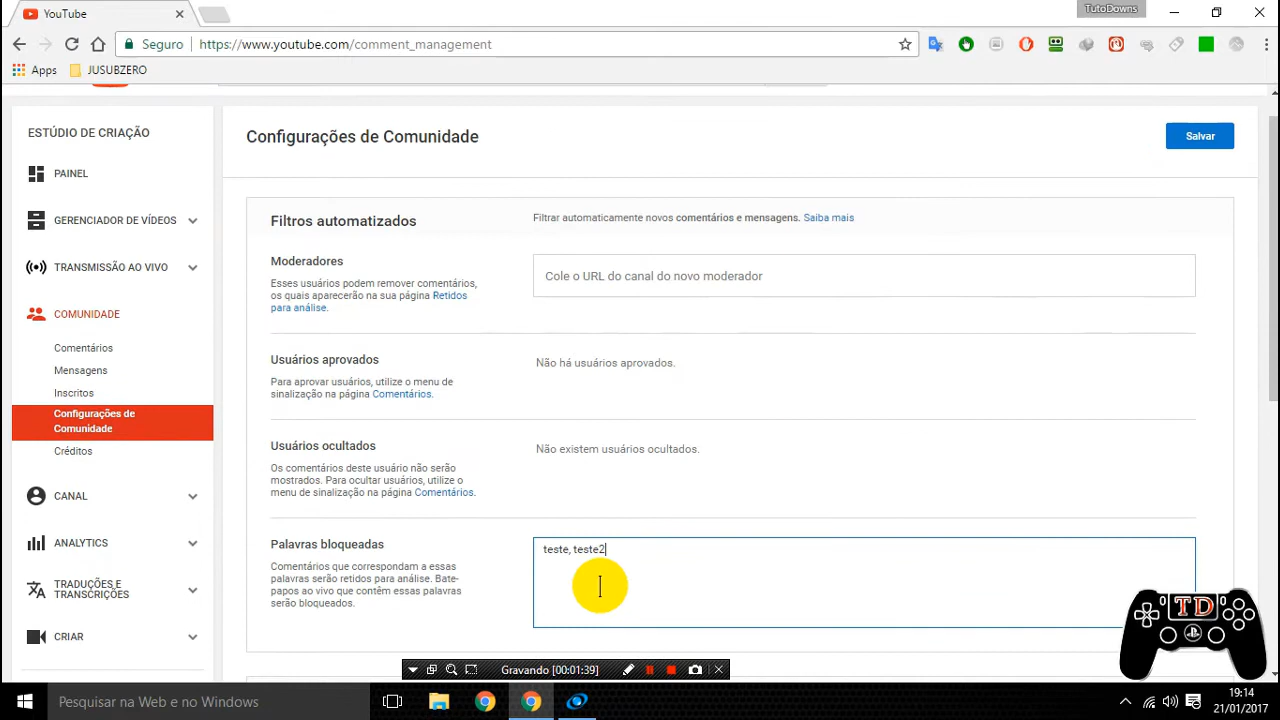 YouTube
TutoDowns
Seguro
https://www.youtube.com/comment_management
Apps
JUSUBZERO
ESTÚDIO DE CRIAÇÃO
PAINEL
GERENCIADOR DE VÍDEOS
TRANSMISSÃO AO VIVO
COMUNIDADE
Comentários
Mensagens
Inscritos
Configurações de
Comunidade
Créditos
CANAL
ANALYTICS
TRADUÇÕES E
TRANSCRIÇÕES
CRIAR
Configurações de Comunidade
Salvar
Filtros automatizados
Filtrar automaticamente novos comentários e mensagens. Saiba mais
Moderadores
Esses usuários podem remover comentários,
os quais aparecerão na sua página Retidos
para análise.
Cole o URL do canal do novo moderador
Usuários aprovados
Para aprovar usuários, utilize o menu de
sinalização na página Comentários.
Não há usuários aprovados.
Usuários ocultados
Os comentários deste usuário não serão
mostrados. Para ocultar usuários, utilize o
menu de sinalização na página Comentários.
Não existem usuários ocultados.
Palavras bloqueadas
Comentários que correspondam a essas
palavras serão retidos para análise. Bate-
papos ao vivo que contêm essas palavras
serão bloqueados.
teste, teste2
TD
Gravando [00:01:39]
Pesquisar na Web e no Windows
19:14
21/01/2017